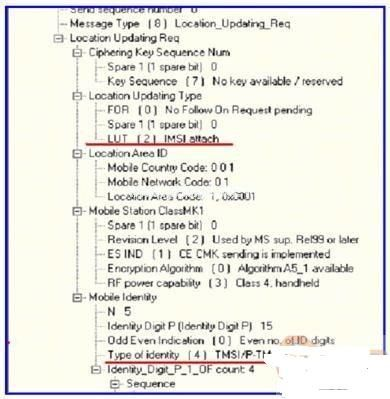 Send sequence number 0
Message Type (8) Location_Updating_Req
Location Updating Req
Ciphering Key Sequence Num
Spare 1 (1 spare bit) 0
Key Sequence (7) No key available / reserved
Location Updating Type
FOR (0) No Follow On Request pending
Spare 1 (1 spare bit) 0
LUT (2) IMSI attach
Location Area ID
Mobile Country Code: 0 0 1
Mobile Network Code: 0 1
Location Area Code: 1, 0x0001
Mobile Station ClassMK1
Spare 1 (1 spare bit) 0
Revision Level (2) Used by MS sup. Rel99 or later
ES IND (1) CE CMK sending is implemented
Encryption Algorithm (0) Algorithm A5_1 available
RF power capability (3) Class 4, handheld
Mobile Identity
N 5
Identity Digit P (Identity Digit P) 15
Odd Even Indication (0) Even no. of ID digits
Type of identity (4) TMSI/P-TM
Identity_Digit_P_1_OF count: 4
Sequence